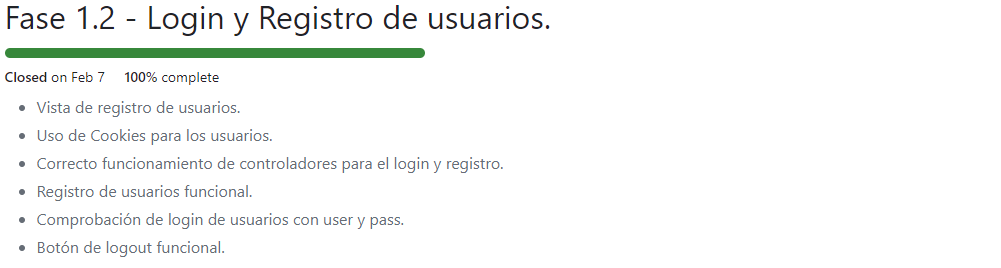 Fase 1.2 - Login y Registro de usuarios.
Closed on Feb 7 100% complete
• Vista de registro de usuarios.
• Uso de Cookies para los usuarios.
• Correcto funcionamiento de controladores para el login y registro.
• Registro de usuarios funcional.
• Comprobación de login de usuarios con user y pass.
• Botón de logout funcional.